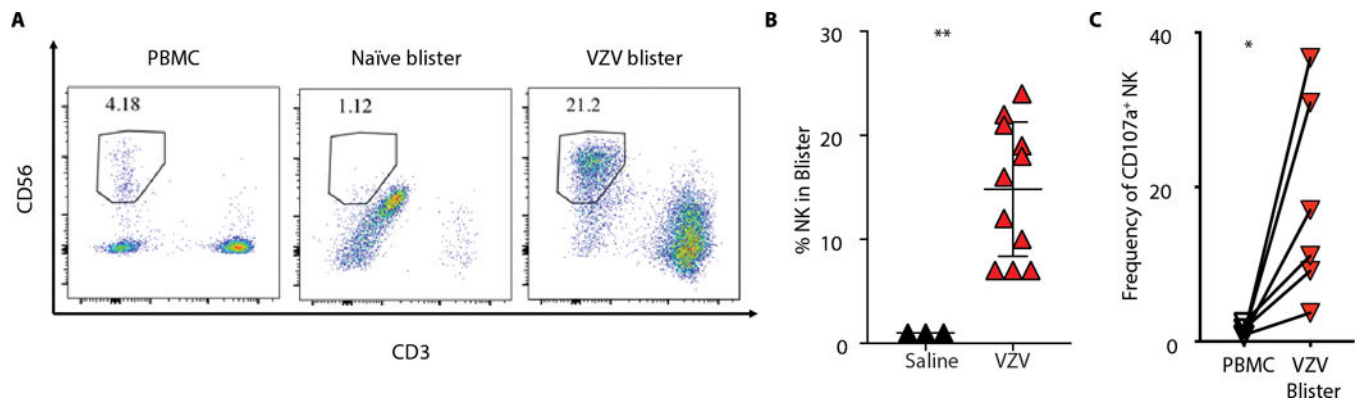 A
PBMC
Naïve blister
VZV blister
4.18
1.12
21.2
CD56
CD3
B
**
30
20
10
0
% NK in Blister
Saline
VZV
C
*
40
20
0
Frequency of CD107a⁺ NK
PBMC
VZV
Blister